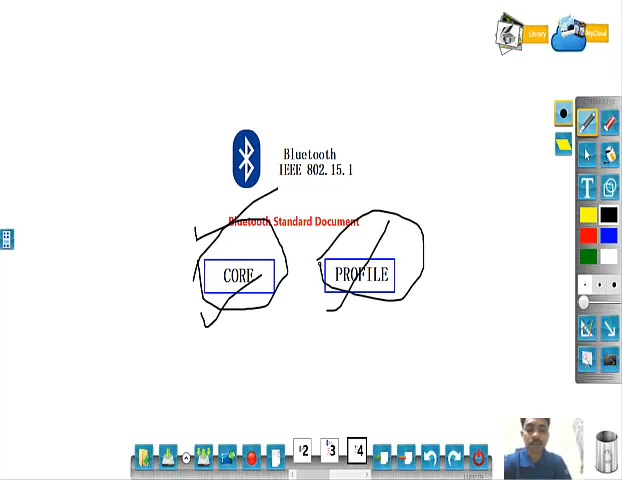 Library
MyCloud
Bluetooth
IEEE 802.15.1
Bluetooth Standard Document
CORE
PROFILE
T
2
3
4